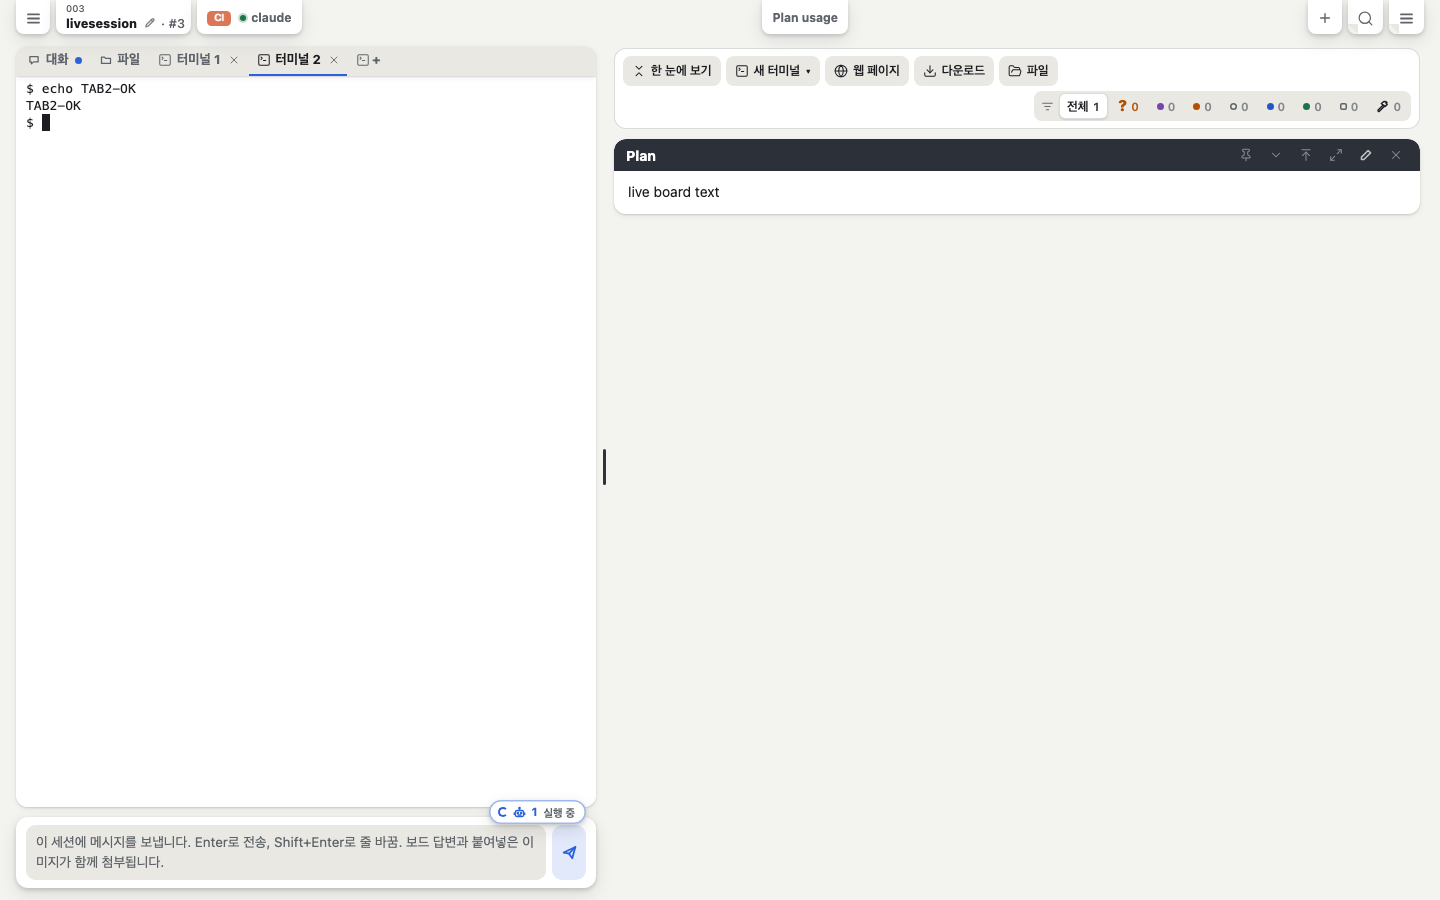 003
livesession · #3
CI claude
Plan usage
대화 파일 터미널 1 터미널 2 +
$ echo TAB2-OK
TAB2-OK
$
한 눈에 보기 새 터미널 웹 페이지 다운로드 파일
전체 1 ? 0 0 0 0 0 0 0 0
Plan
live board text
C 1 실행 중
이 세션에 메시지를 보냅니다. Enter로 전송, Shift+Enter로 줄 바꿈. 보드 답변과 붙여넣은 이
미지가 함께 첨부됩니다.